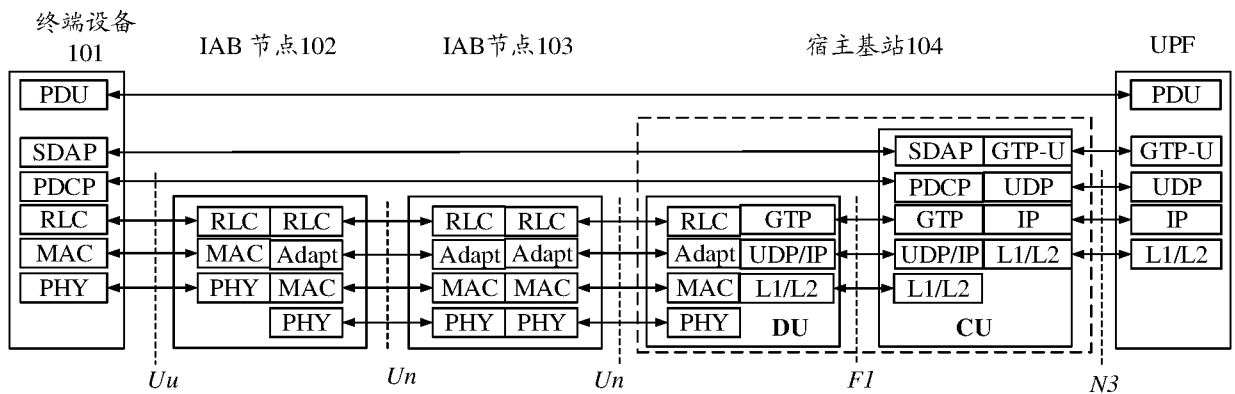 终端设备
101
IAB 节点102
IAB节点103
宿主基站104
UPF
PDU
PDU
SDAP
SDAP GTP-U
GTP-U
PDCP
PDCP UDP
UDP
RLC
RLC RLC
RLC RLC
RLC GTP
GTP IP
IP
MAC
MAC Adapt
Adapt Adapt
Adapt UDP/IP
UDP/IP L1/L2
L1/L2
PHY
PHY MAC
MAC MAC
MAC L1/L2
L1/L2
PHY
PHY PHY
PHY
DU
CU
Uu
Un
Un
F1
N3